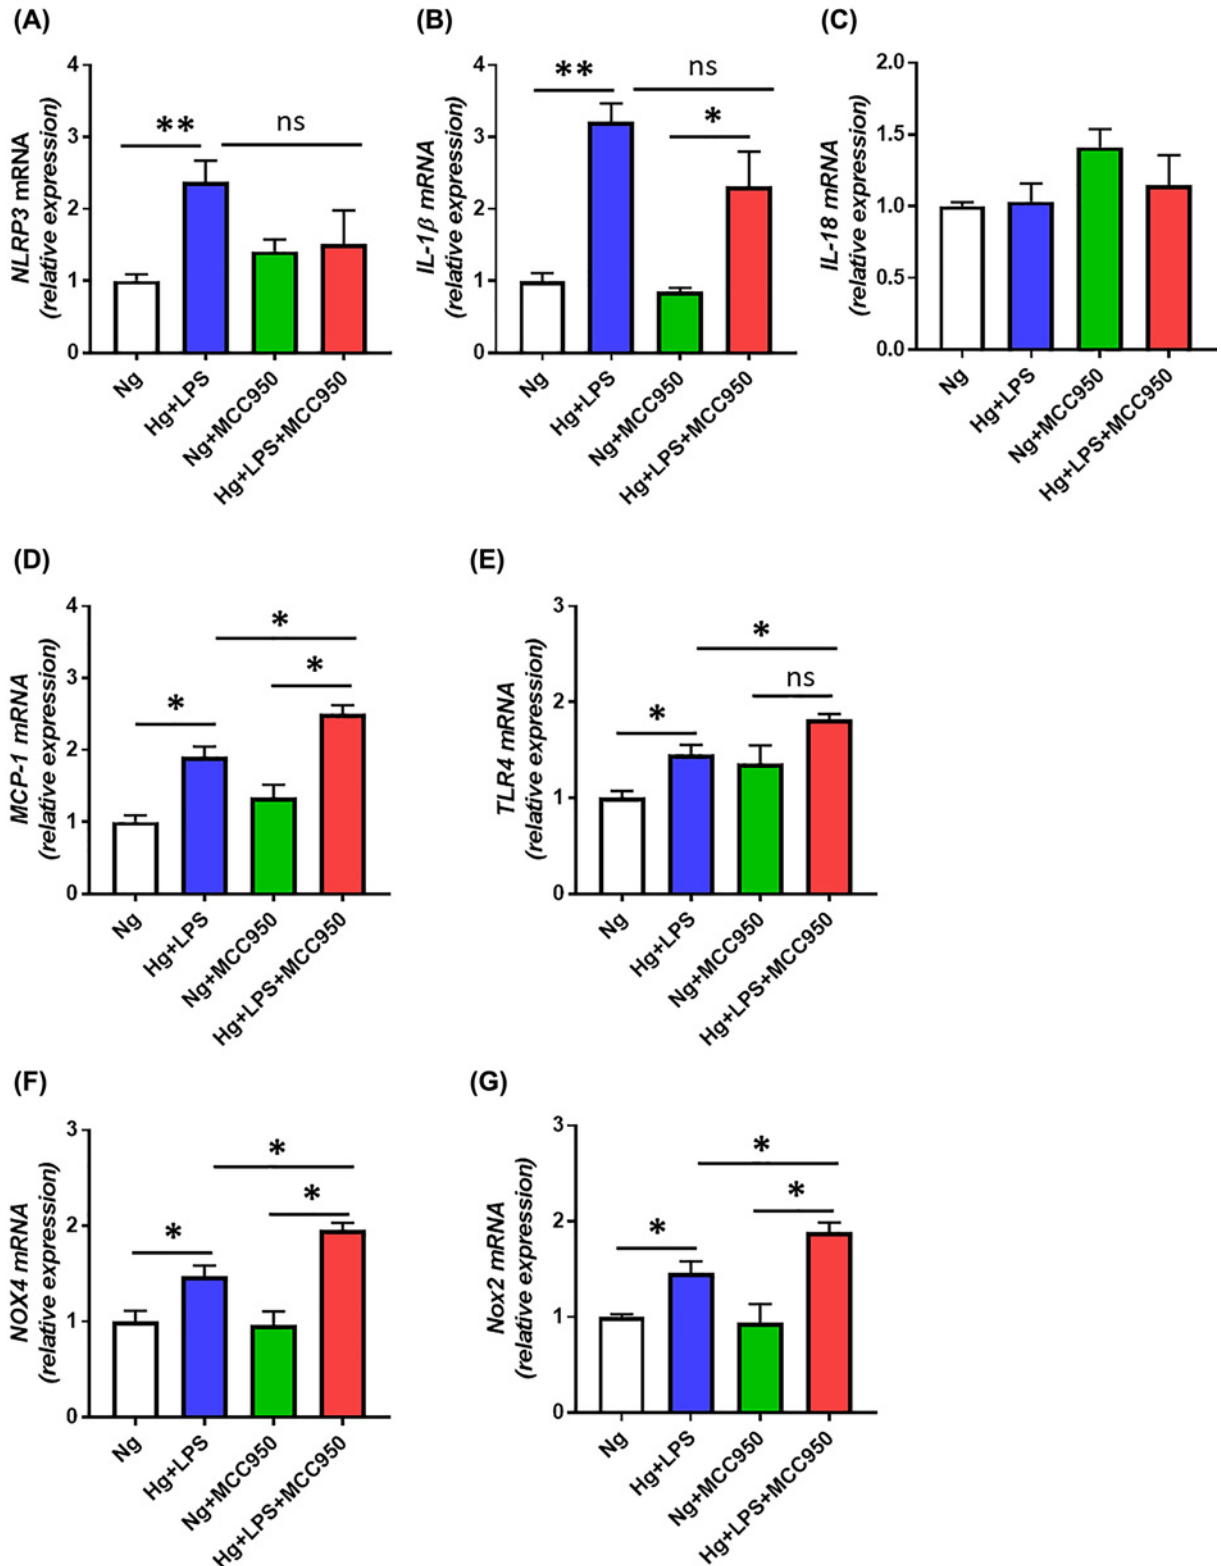 (A)
NLRP3 mRNA
(relative expression)
4
3
2
1
0
**
ns
Ng
Hg+LPS
Ng+MCC950
Hg+LPS+MCC950
(B)
IL-1β mRNA
(relative expression)
4
3
2
1
0
**
ns
*
Ng
Hg+LPS
Ng+MCC950
Hg+LPS+MCC950
(C)
IL-18 mRNA
(relative expression)
2.0
1.5
1.0
0.5
0.0
Ng
Hg+LPS
Ng+MCC950
Hg+LPS+MCC950
(D)
MCP-1 mRNA
(relative expression)
4
3
2
1
0
*
*
*
Ng
Hg+LPS
Ng+MCC950
Hg+LPS+MCC950
(E)
TLR4 mRNA
(relative expression)
3
2
1
0
*
ns
*
Ng
Hg+LPS
Ng+MCC950
Hg+LPS+MCC950
(F)
NOX4 mRNA
(relative expression)
3
2
1
0
*
*
*
Ng
Hg+LPS
Ng+MCC950
Hg+LPS+MCC950
(G)
Nox2 mRNA
(relative expression)
3
2
1
0
*
*
*
Ng
Hg+LPS
Ng+MCC950
Hg+LPS+MCC950